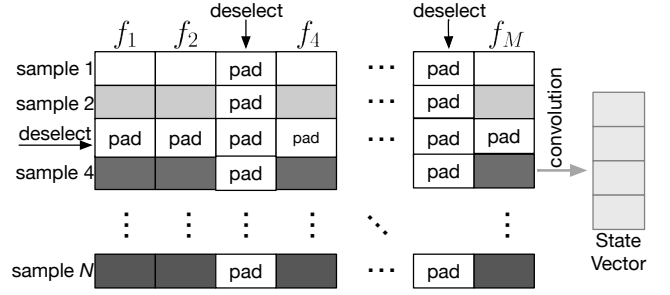 deselect deselect
f1 f2 f4 fM
sample 1 pad ··· pad
sample 2 pad ··· pad
deselect pad pad pad pad ··· pad pad
sample 4 pad pad
convolution
State
Vector
sample N pad ··· pad